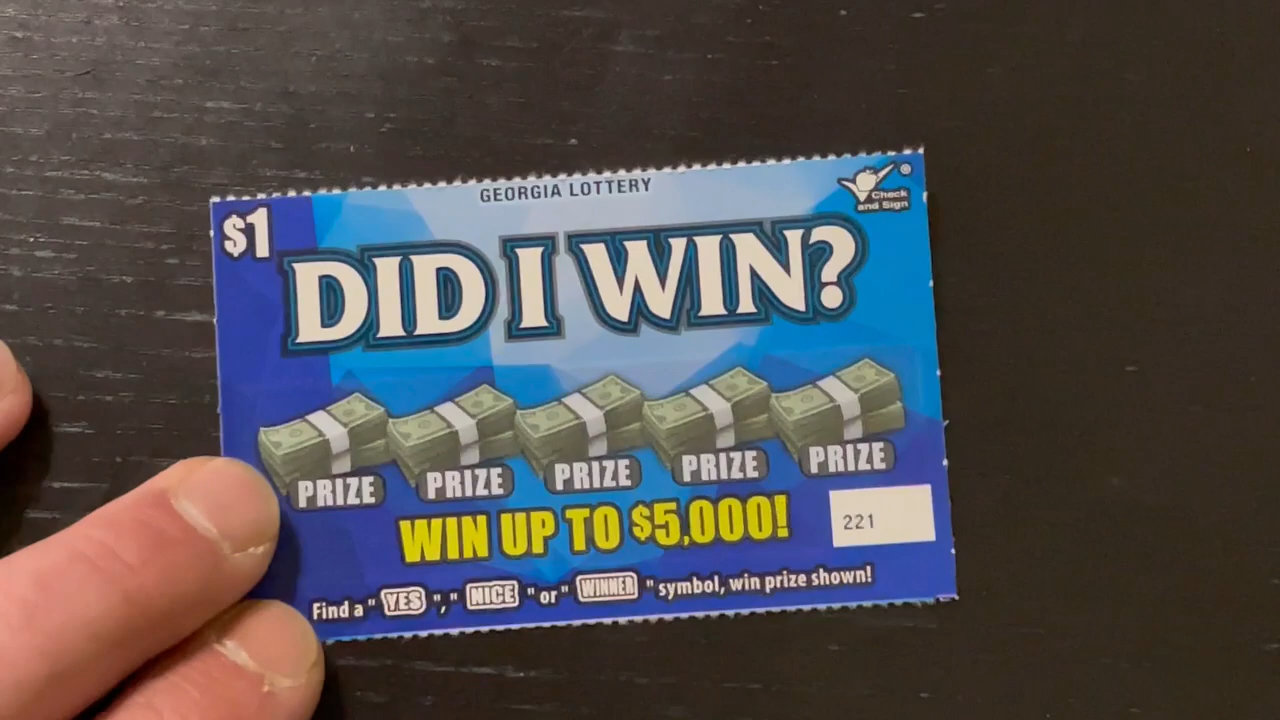 GEORGIA LOTTERY
Check
and Sign
®
$1
DID I WIN?
PRIZE PRIZE PRIZE PRIZE PRIZE
WIN UP TO $5,000!
221
Find a "YES", "NICE" or "WINNER" symbol, win prize shown!